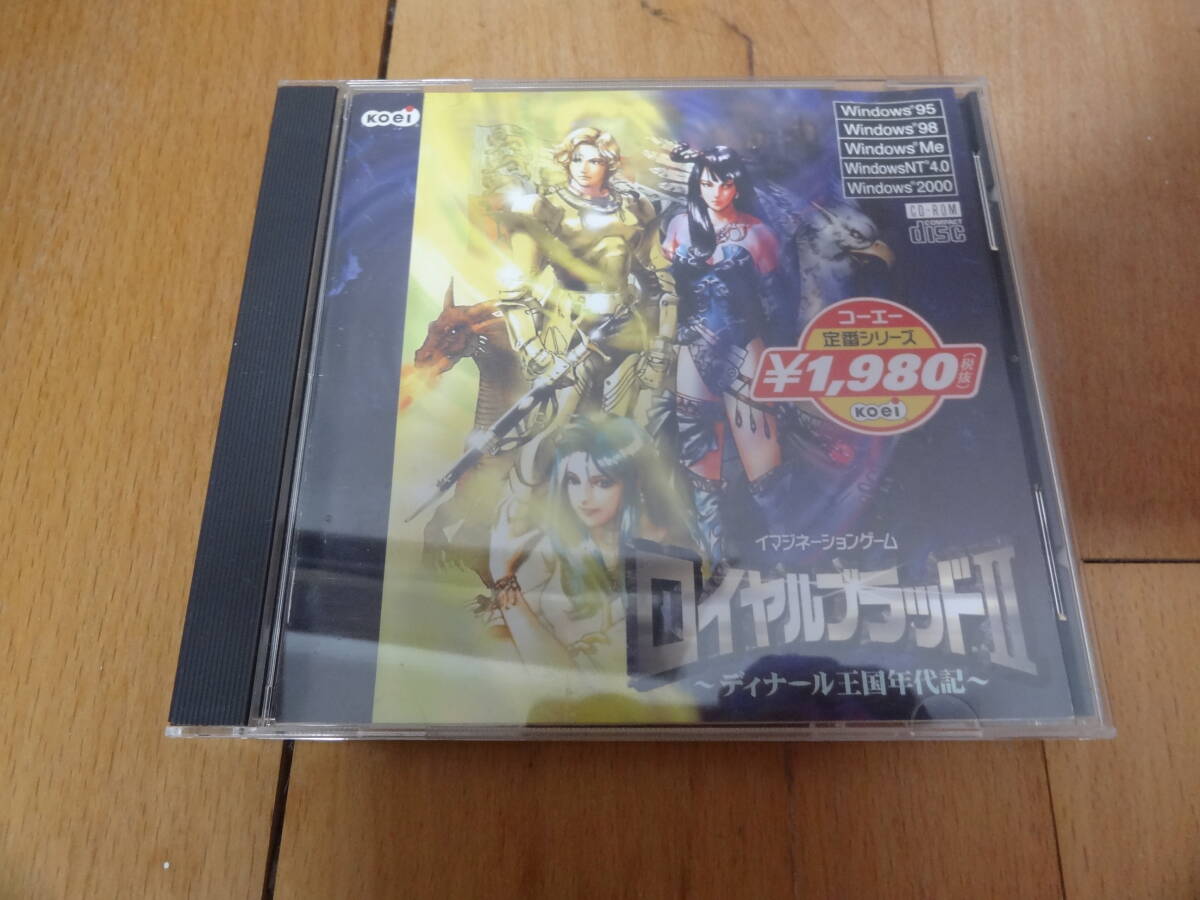 KOEI
Windows®95
Windows®98
Windows®Me
WindowsNT®4.0
Windows®2000
CD-ROM
COMPACT
disc
コーエー
定番シリーズ
¥1,980(税抜)
KOEI
イマジネーションゲーム
ロイヤルブラッドII
～ディナール王国年代記～